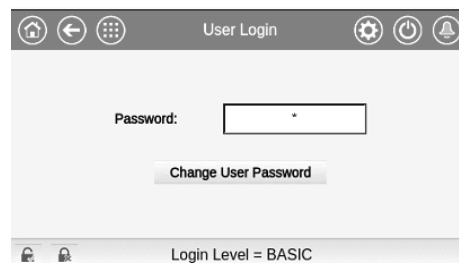 User Login
Password: *
Change User Password
Login Level = BASIC